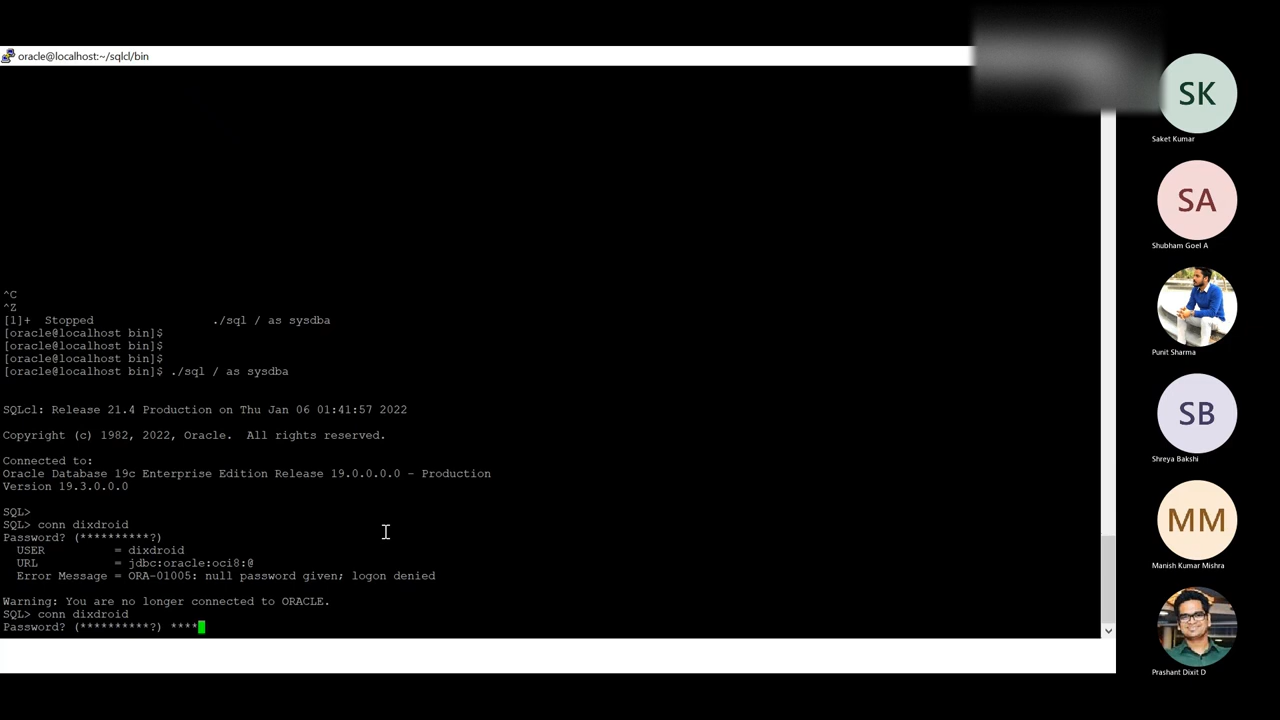 oracle@localhost:~/sqlcl/bin
^C
^Z
[1]+  Stopped                 ./sql / as sysdba
[oracle@localhost bin]$
[oracle@localhost bin]$
[oracle@localhost bin]$
[oracle@localhost bin]$ ./sql / as sysdba
SQLcl: Release 21.4 Production on Thu Jan 06 01:41:57 2022
Copyright (c) 1982, 2022, Oracle.  All rights reserved.
Connected to:
Oracle Database 19c Enterprise Edition Release 19.0.0.0.0 - Production
Version 19.3.0.0.0
SQL>
SQL> conn dixdroid
Password? (**********?)
  USER          = dixdroid
  URL           = jdbc:oracle:oci8:@
  Error Message = ORA-01005: null password given; logon denied
Warning: You are no longer connected to ORACLE.
SQL> conn dixdroid
Password? (**********?) ****
SK
Saket Kumar
SA
Shubham Goel A
Punit Sharma
SB
Shreya Bakshi
MM
Manish Kumar Mishra
Prashant Dixit D